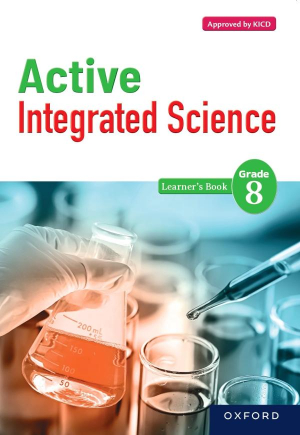 Approved by KICD
Active
Integrated Science
Learner's Book
Grade
8
200 mL
150
100
50
OXFORD